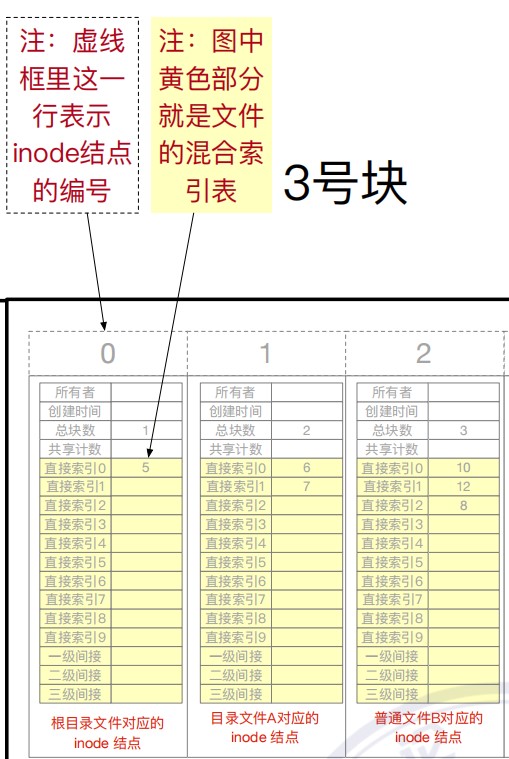 注：虚线
框里这一
行表示
inode结点
的编号
注：图中
黄色部分
就是文件
的混合索
引表
3号块
0 1 2
所有者 所有者 所有者
创建时间 创建时间 创建时间
总块数 1 总块数 2 总块数 3
共享计数 共享计数 共享计数
直接索引0 5 直接索引0 6 直接索引0 10
直接索引1 直接索引1 7 直接索引1 12
直接索引2 直接索引2 直接索引2 8
直接索引3 直接索引3 直接索引3
直接索引4 直接索引4 直接索引4
直接索引5 直接索引5 直接索引5
直接索引6 直接索引6 直接索引6
直接索引7 直接索引7 直接索引7
直接索引8 直接索引8 直接索引8
直接索引9 直接索引9 直接索引9
一级间接 一级间接 一级间接
二级间接 二级间接 二级间接
三级间接 三级间接 三级间接
根目录文件对应的 目录文件A对应的 普通文件B对应的
inode 结点 inode 结点 inode 结点